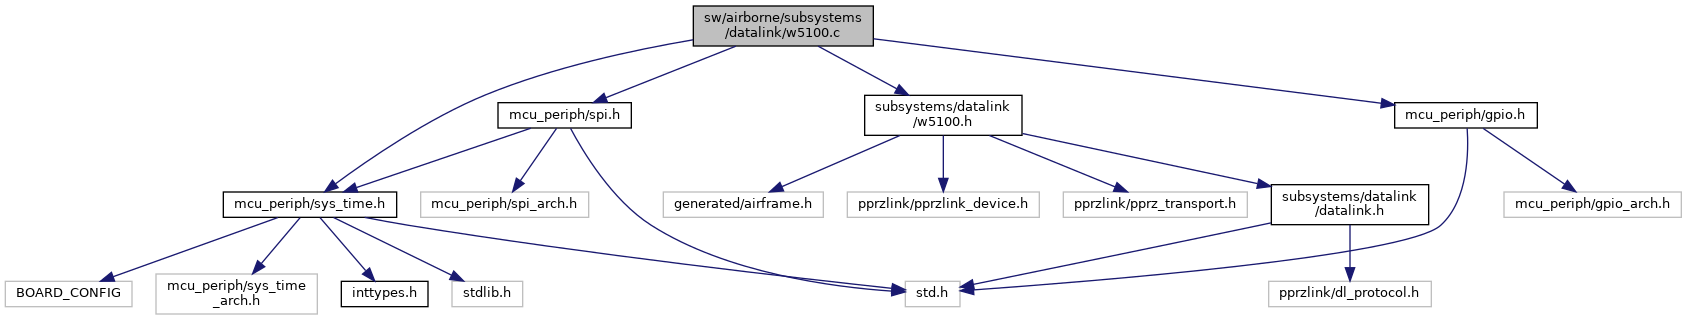 sw/airborne/subsystems
/datalink/w5100.c
mcu_periph/spi.h
subsystems/datalink
/w5100.h
mcu_periph/gpio.h
mcu_periph/sys_time.h
mcu_periph/spi_arch.h
generated/airframe.h
pprzlink/pprzlink_device.h
pprzlink/pprz_transport.h
subsystems/datalink
/datalink.h
mcu_periph/gpio_arch.h
BOARD_CONFIG
mcu_periph/sys_time
_arch.h
inttypes.h
stdlib.h
std.h
pprzlink/dl_protocol.h